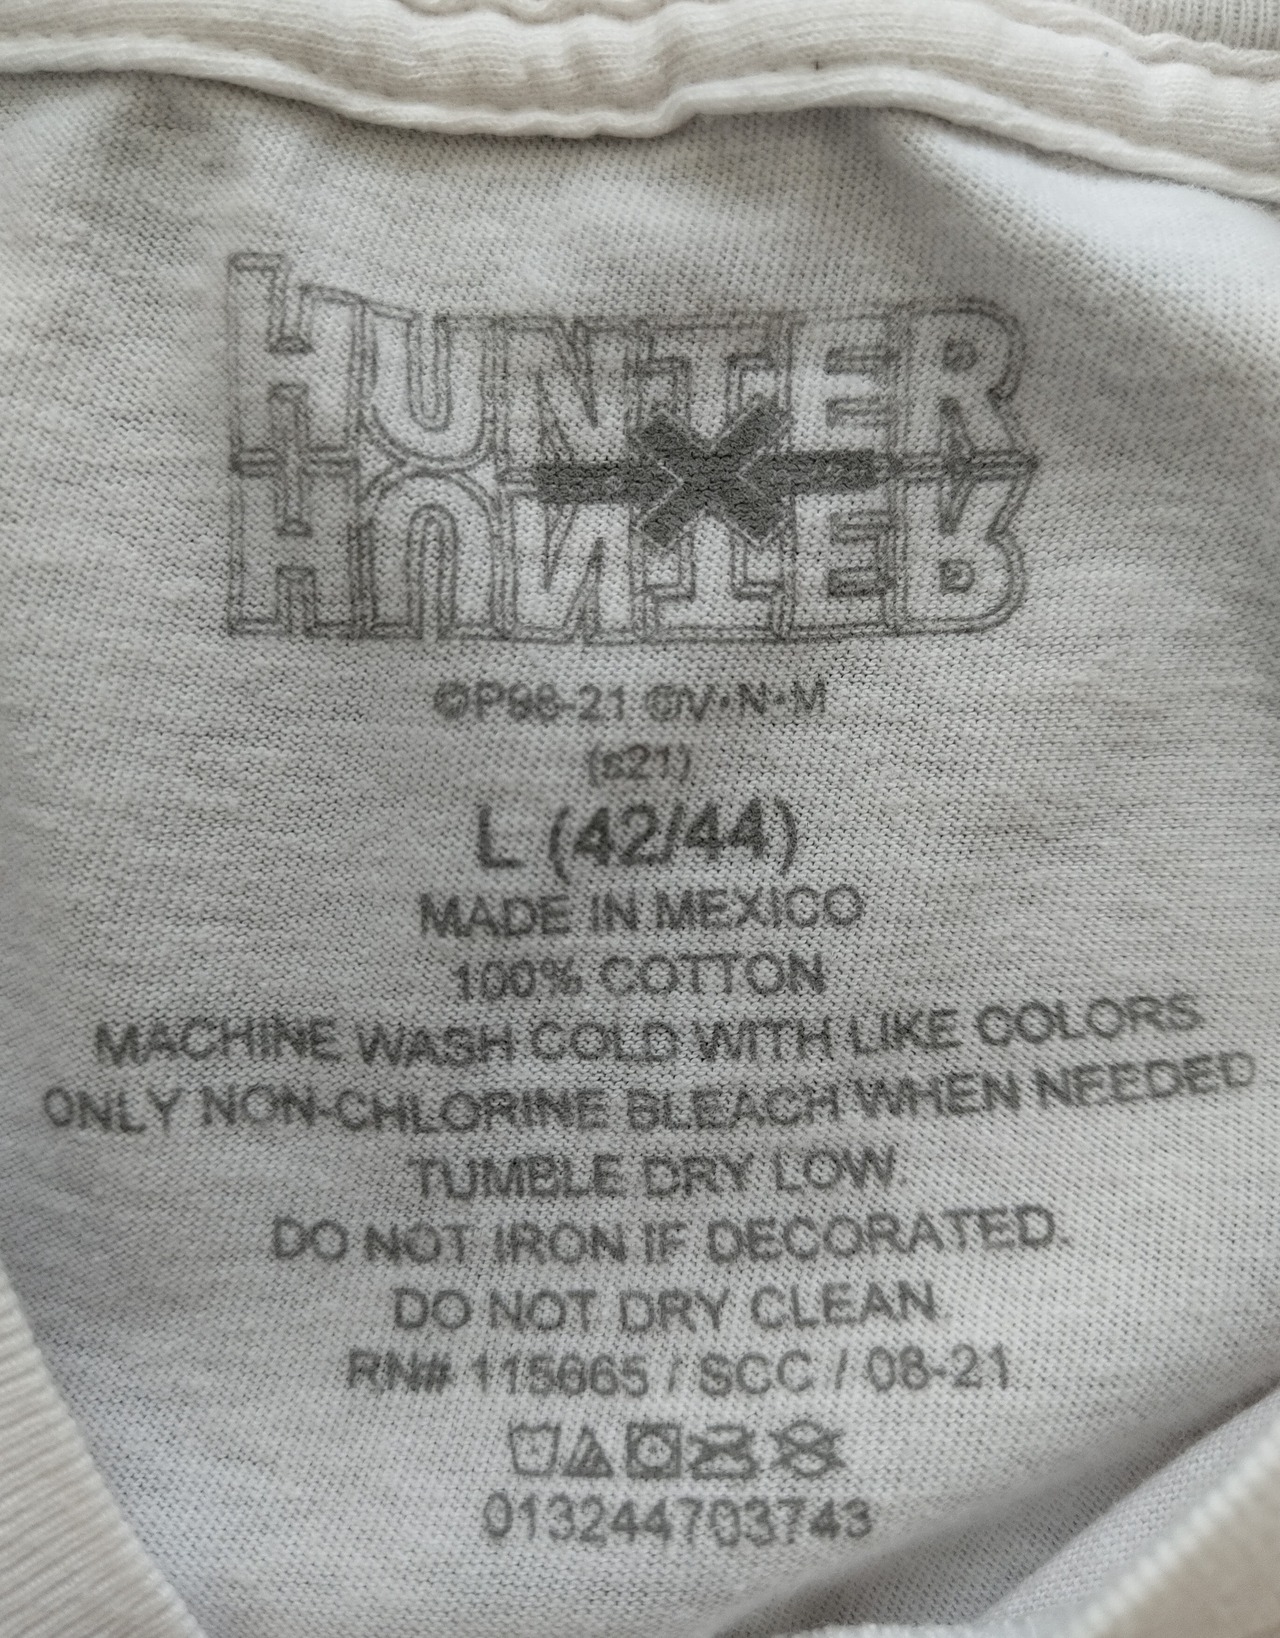 HUNTER
×
HUNTER
©P98-21 ©V•N•M
(s21)
L (42/44)
MADE IN MEXICO
100% COTTON
MACHINE WASH COLD WITH LIKE COLORS
ONLY NON-CHLORINE BLEACH WHEN NEEDED
TUMBLE DRY LOW.
DO NOT IRON IF DECORATED.
DO NOT DRY CLEAN.
RN# 115665 / SCC / 08-21
013244703743